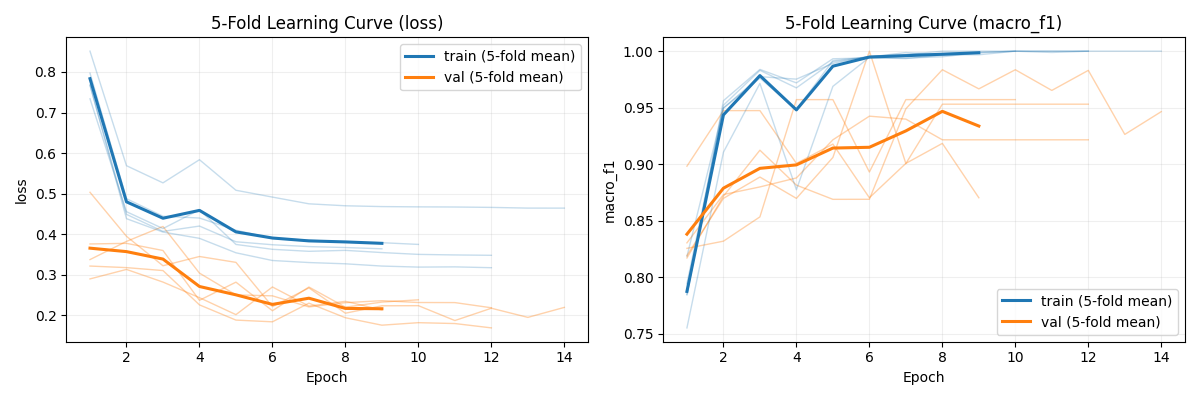 5-Fold Learning Curve (loss)
train (5-fold mean)
val (5-fold mean)
loss
0.8
0.7
0.6
0.5
0.4
0.3
0.2
2 4 6 8 10 12 14
Epoch
5-Fold Learning Curve (macro_f1)
macro_f1
1.00
0.95
0.90
0.85
0.80
0.75
train (5-fold mean)
val (5-fold mean)
2 4 6 8 10 12 14
Epoch